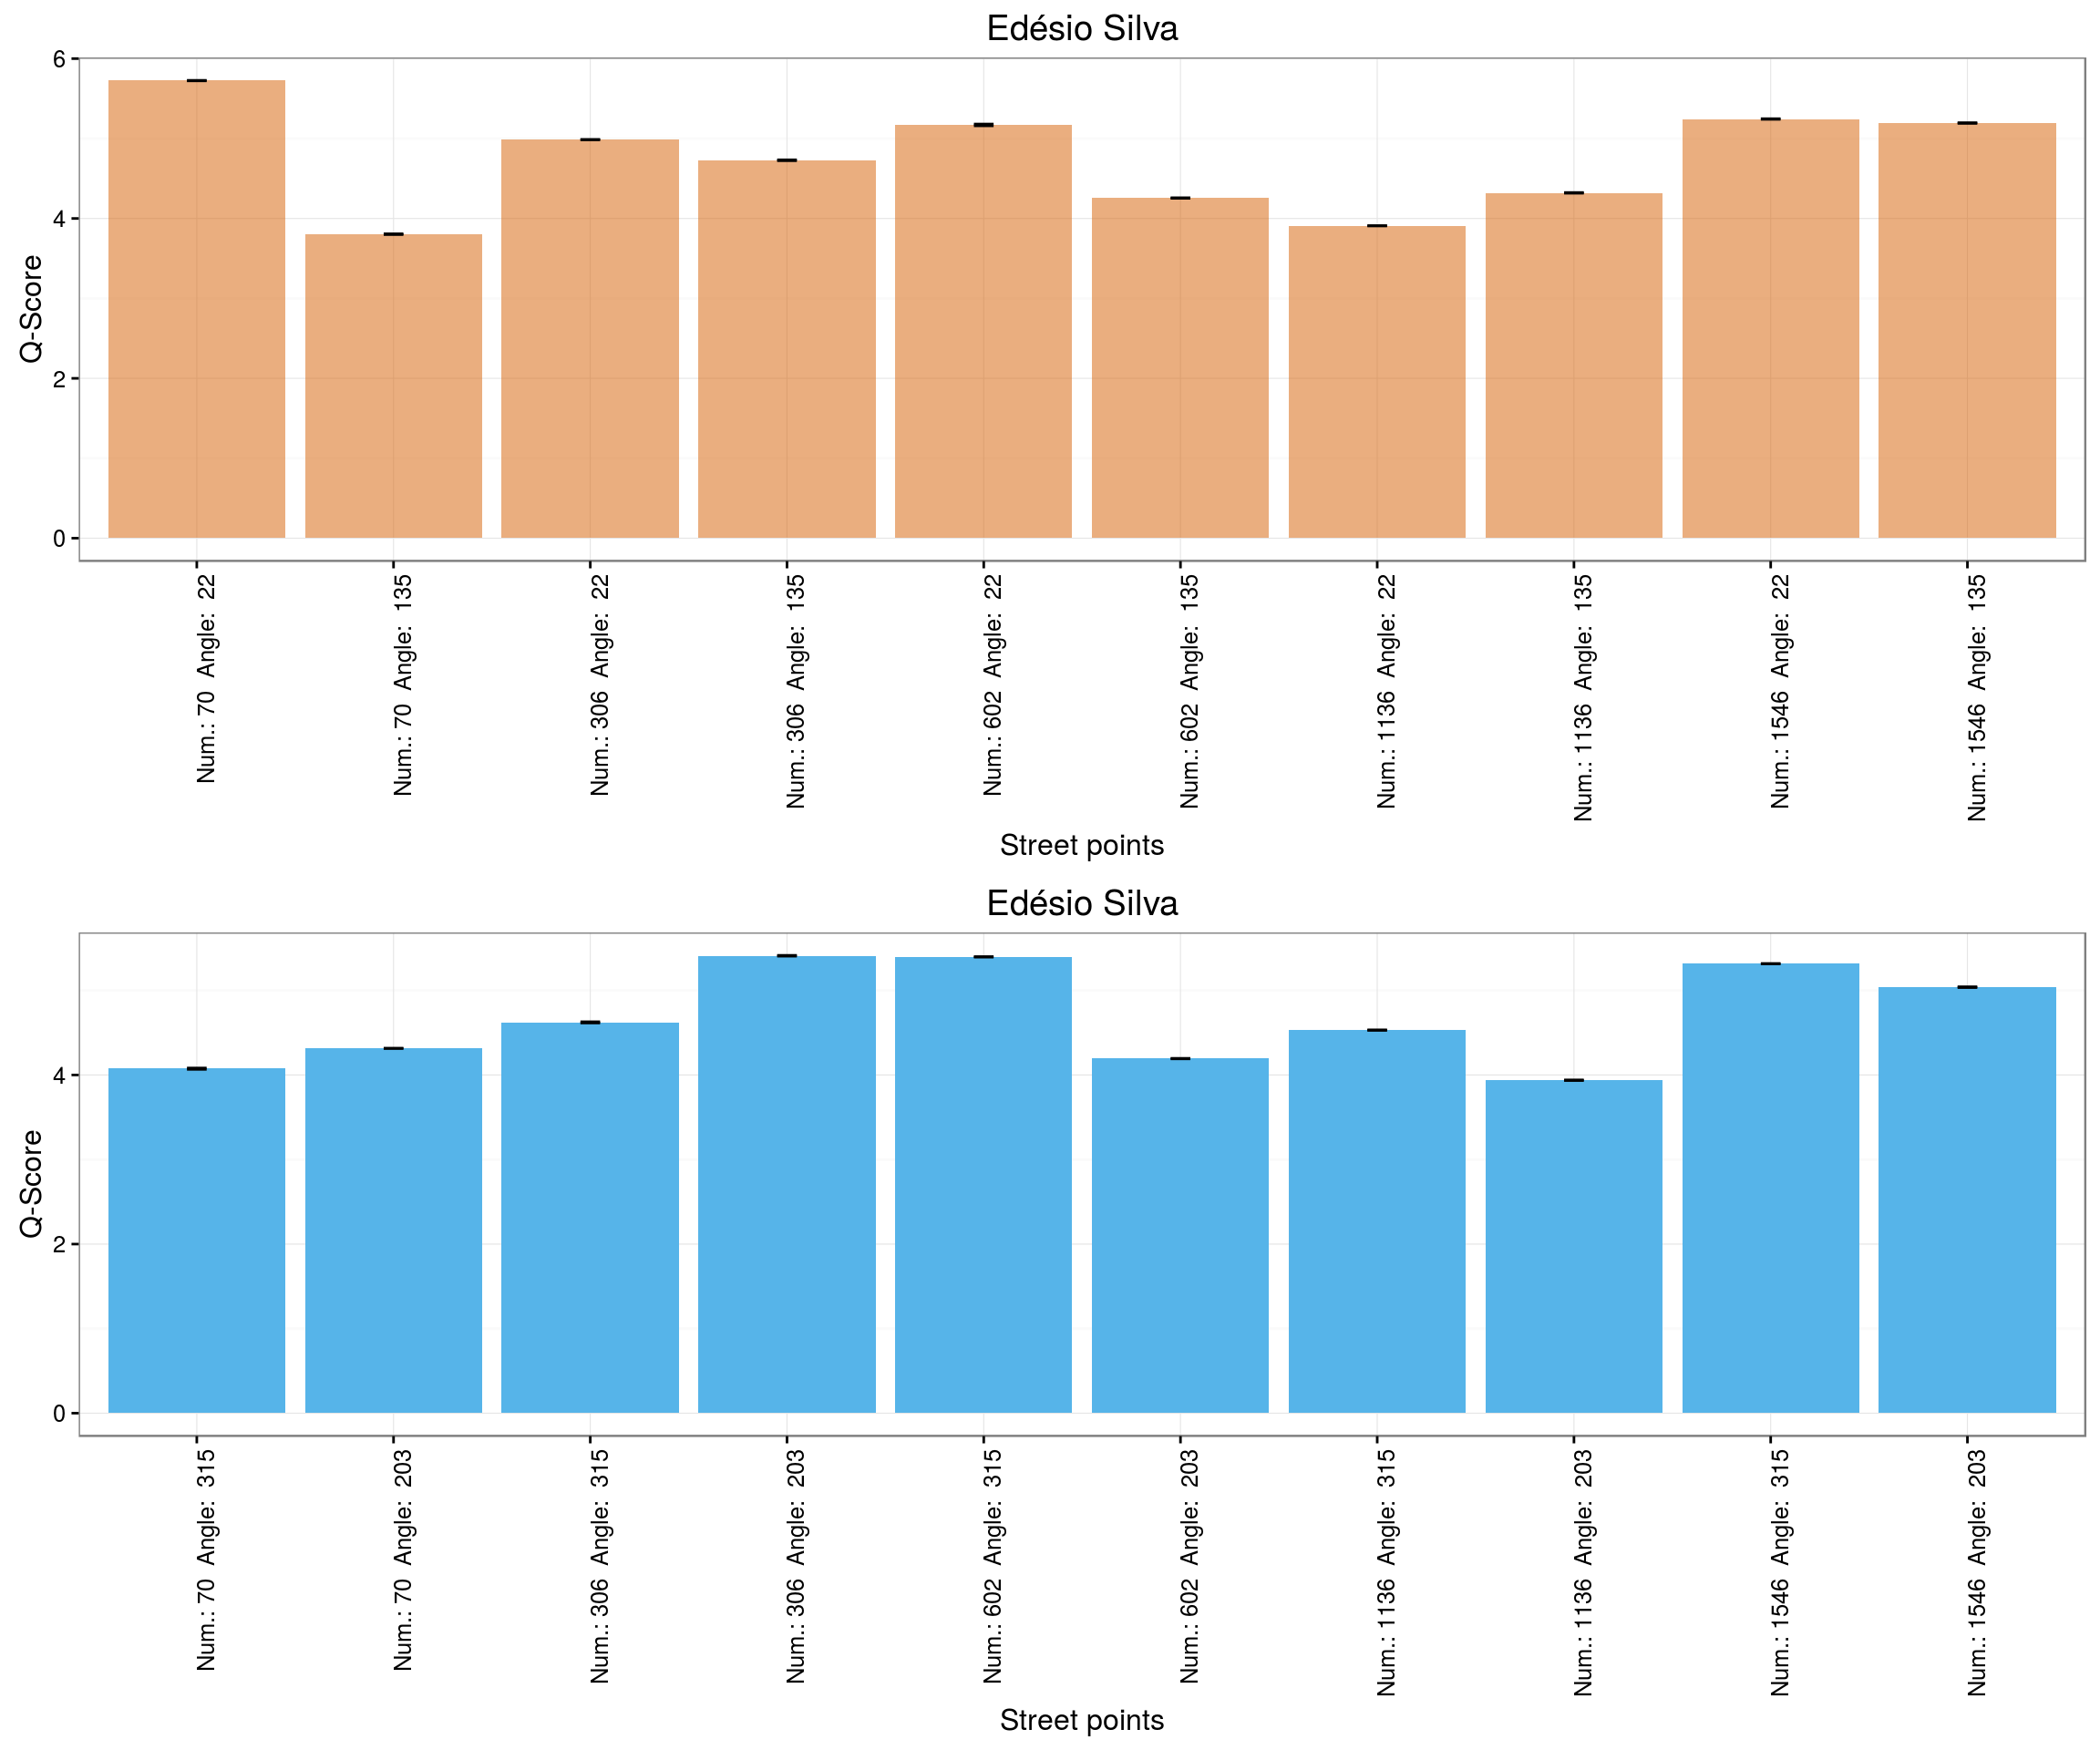 Edésio Silva
6
4
2
0
Q-Score
Num.: 70  Angle:  22
Num.: 70  Angle:  135
Num.: 306  Angle:  22
Num.: 306  Angle:  135
Num.: 602  Angle:  22
Num.: 602  Angle:  135
Num.: 1136  Angle:  22
Num.: 1136  Angle:  135
Num.: 1546  Angle:  22
Num.: 1546  Angle:  135
Street points
Edésio Silva
4
2
0
Q-Score
Num.: 70  Angle:  315
Num.: 70  Angle:  203
Num.: 306  Angle:  315
Num.: 306  Angle:  203
Num.: 602  Angle:  315
Num.: 602  Angle:  203
Num.: 1136  Angle:  315
Num.: 1136  Angle:  203
Num.: 1546  Angle:  315
Num.: 1546  Angle:  203
Street points